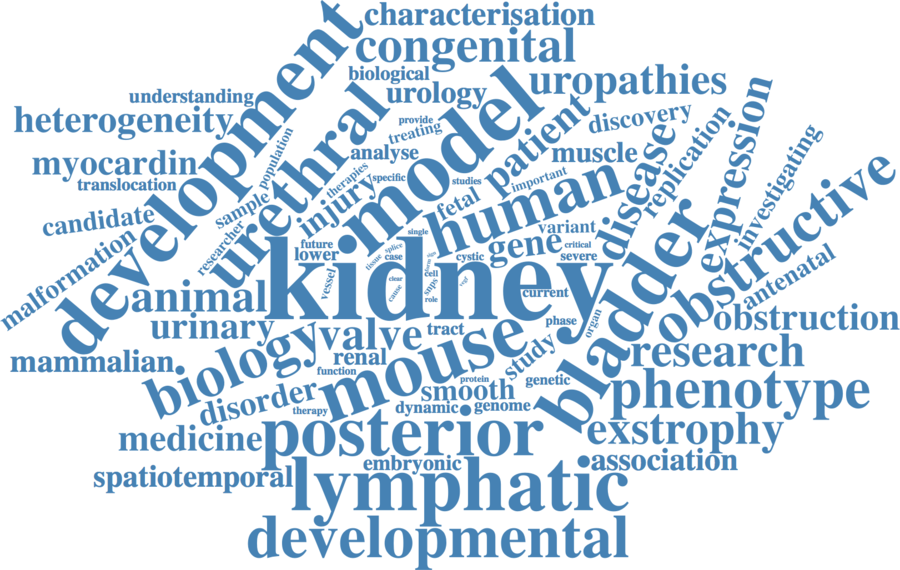 characterisation
congenital
development
biological
urology
uropathies
understanding
heterogeneity
urethral
model
provide
treating
patient
discovery
expression
population
analyse
muscle
disease
replication
myocardin
translocation
therapies
specific
studies
important
investigating
sample
injury
fetal
human
candidate
researcher
single
variant
obstructive
malformation
future
lower
tissue
splice
case
gene
critical
severe
cystic
kidney
vessel
clear
cause
cell
sups
role
vegf
current
antenatal
bladder
animal
urinary
valve
tract
phase
organ
obstruction
mammalian
biology
renal
function
mouse
study
research
disorder
protein
smooth
genetic
phenotype
therapy
dynamic
genome
medicine
posterior
exstrophy
spatiotemporal
embryonic
association
lymphatic
developmental